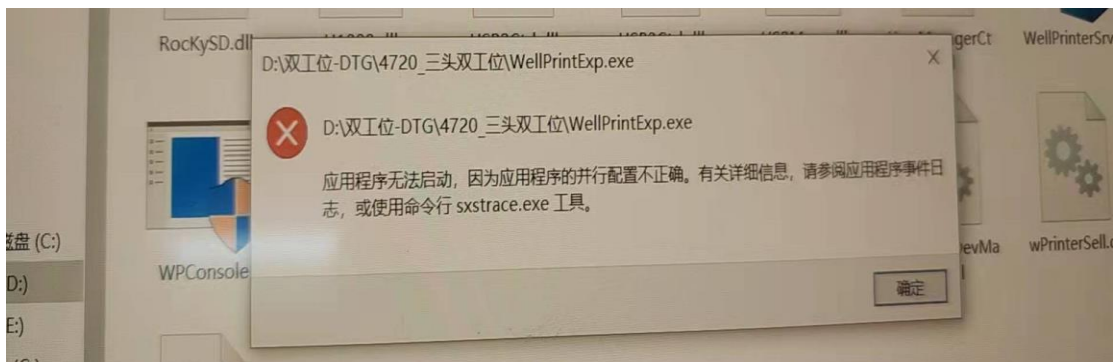 RocKySD.dll
WellPrinterSrv
D:\双工位-DTG\4720_三头双工位\WellPrintExp.exe
X
D:\双工位-DTG\4720_三头双工位\WellPrintExp.exe
应用程序无法启动，因为应用程序的并行配置不正确。有关详细信息，请参阅应用程序事件日
志，或使用命令行 sxstrace.exe 工具。
(C:)
WPConsole
wPrinterSell.
D:)
确定
E:)